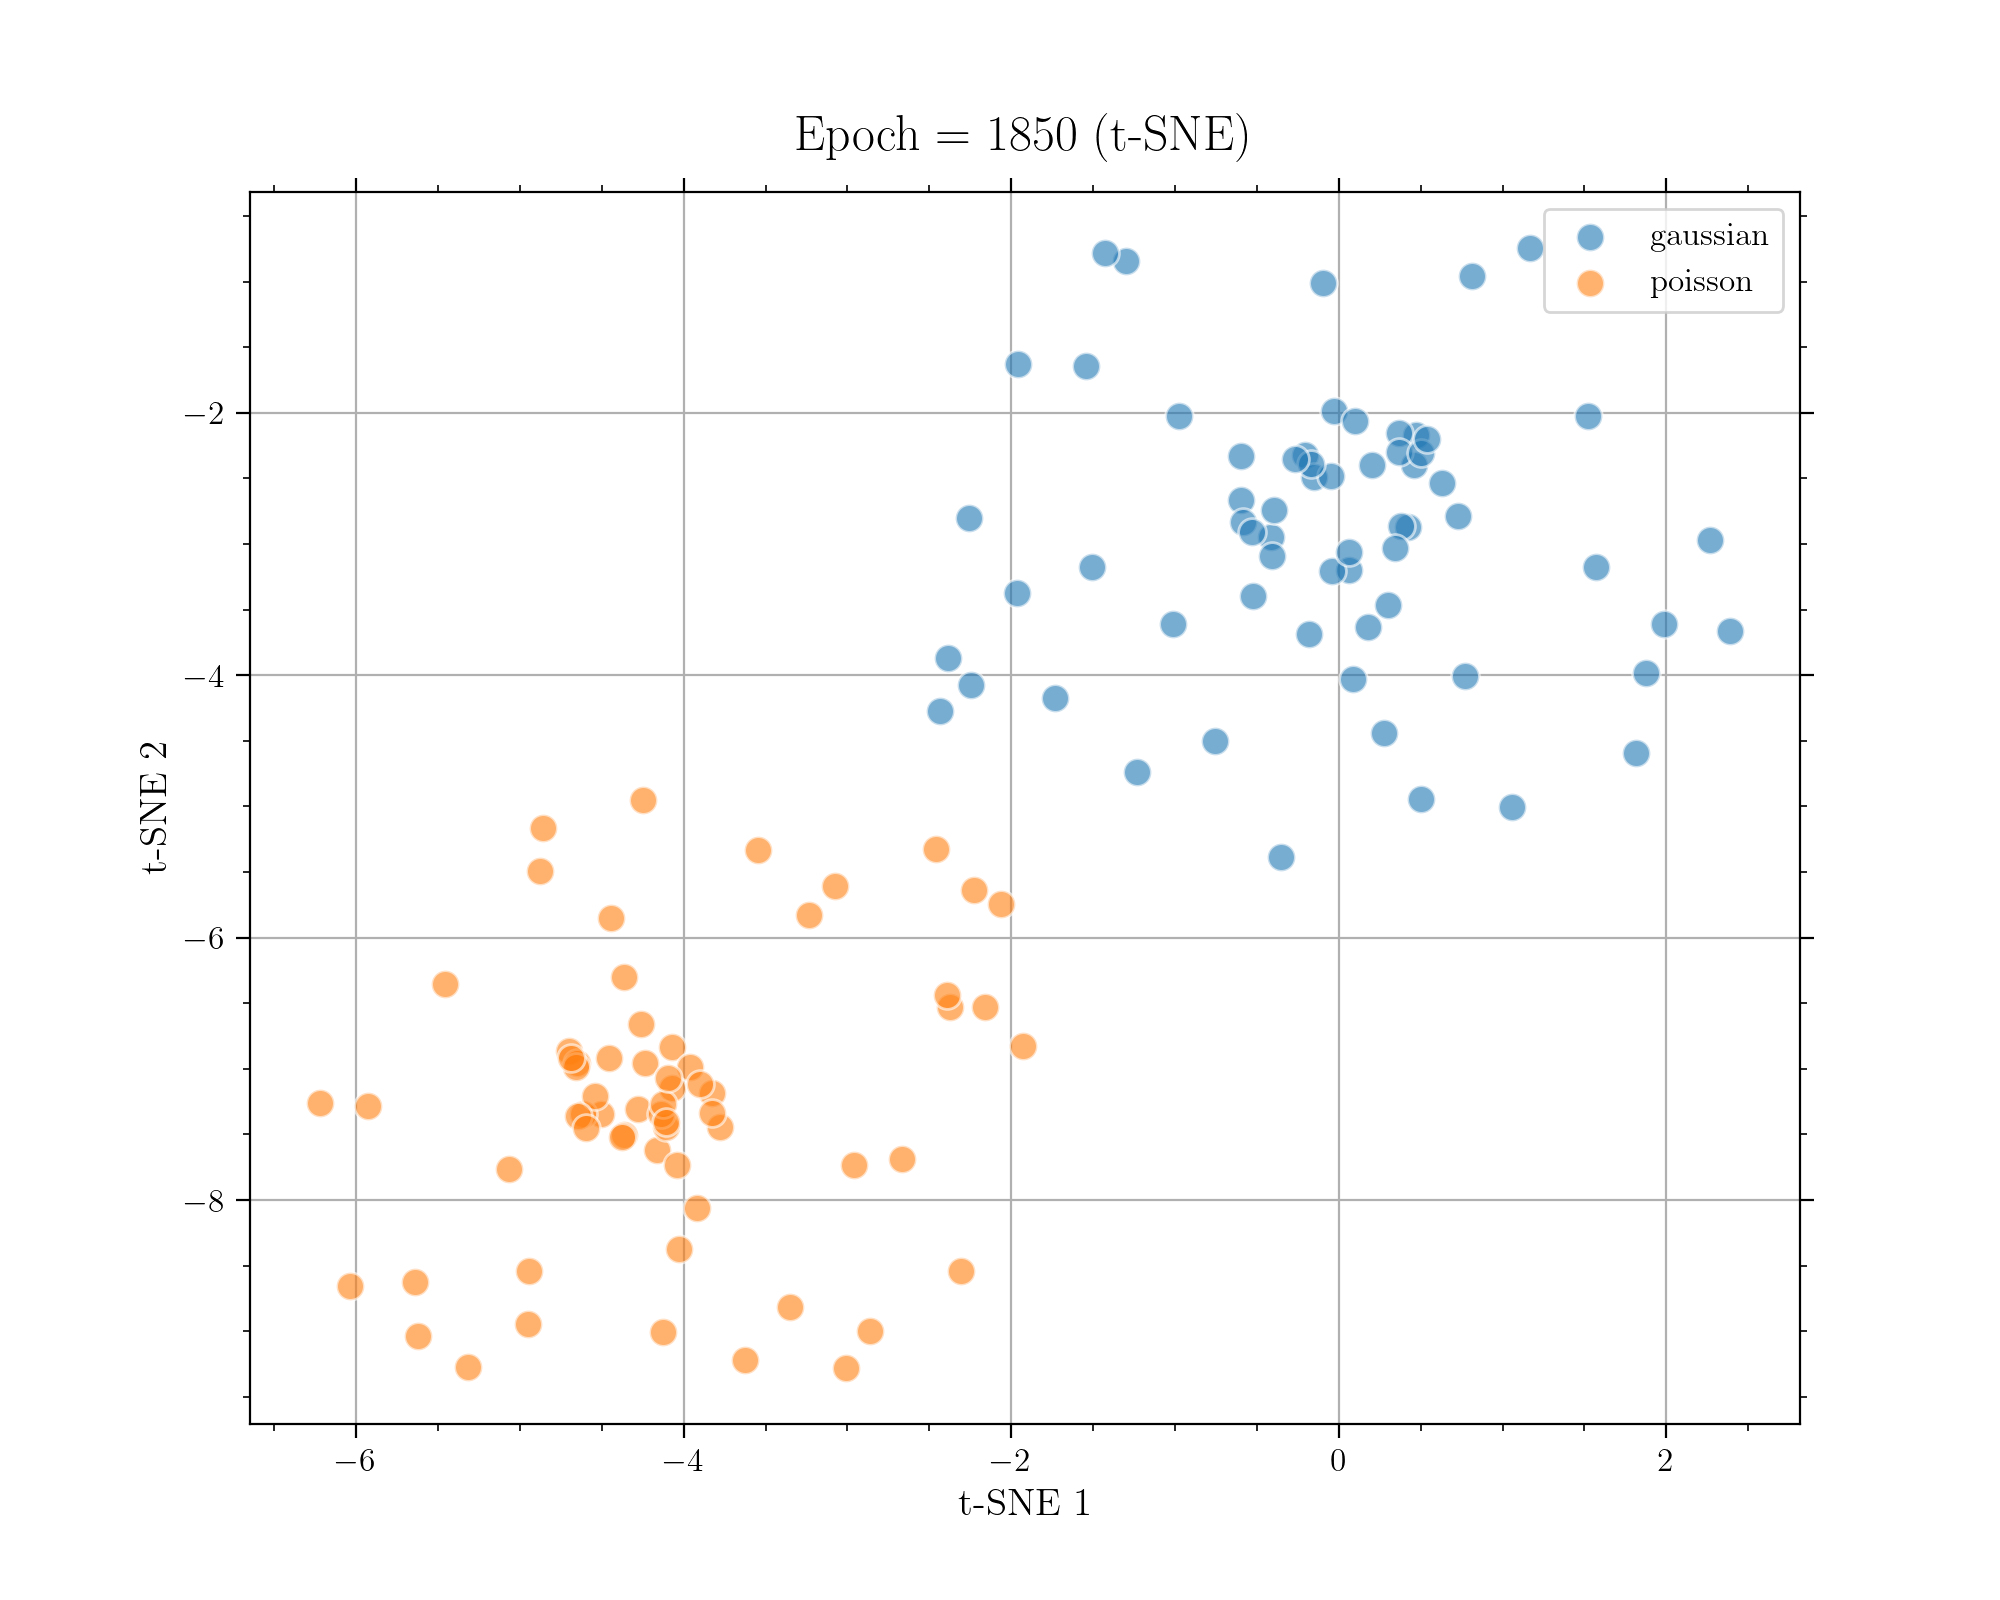 Epoch = 1850 (t-SNE)
gaussian
poisson
−2
−4
−6
−8
t-SNE 2
−6
−4
−2
0
2
t-SNE 1